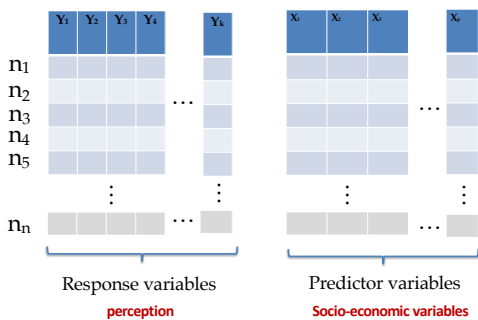 Y₁ Y₂ Y₃ Y₄ ... Yₖ X₁ X₂ X₃ ... Xₚ
n₁
n₂
n₃
n₄
n₅
nₙ
Response variables Predictor variables
perception Socio-economic variables